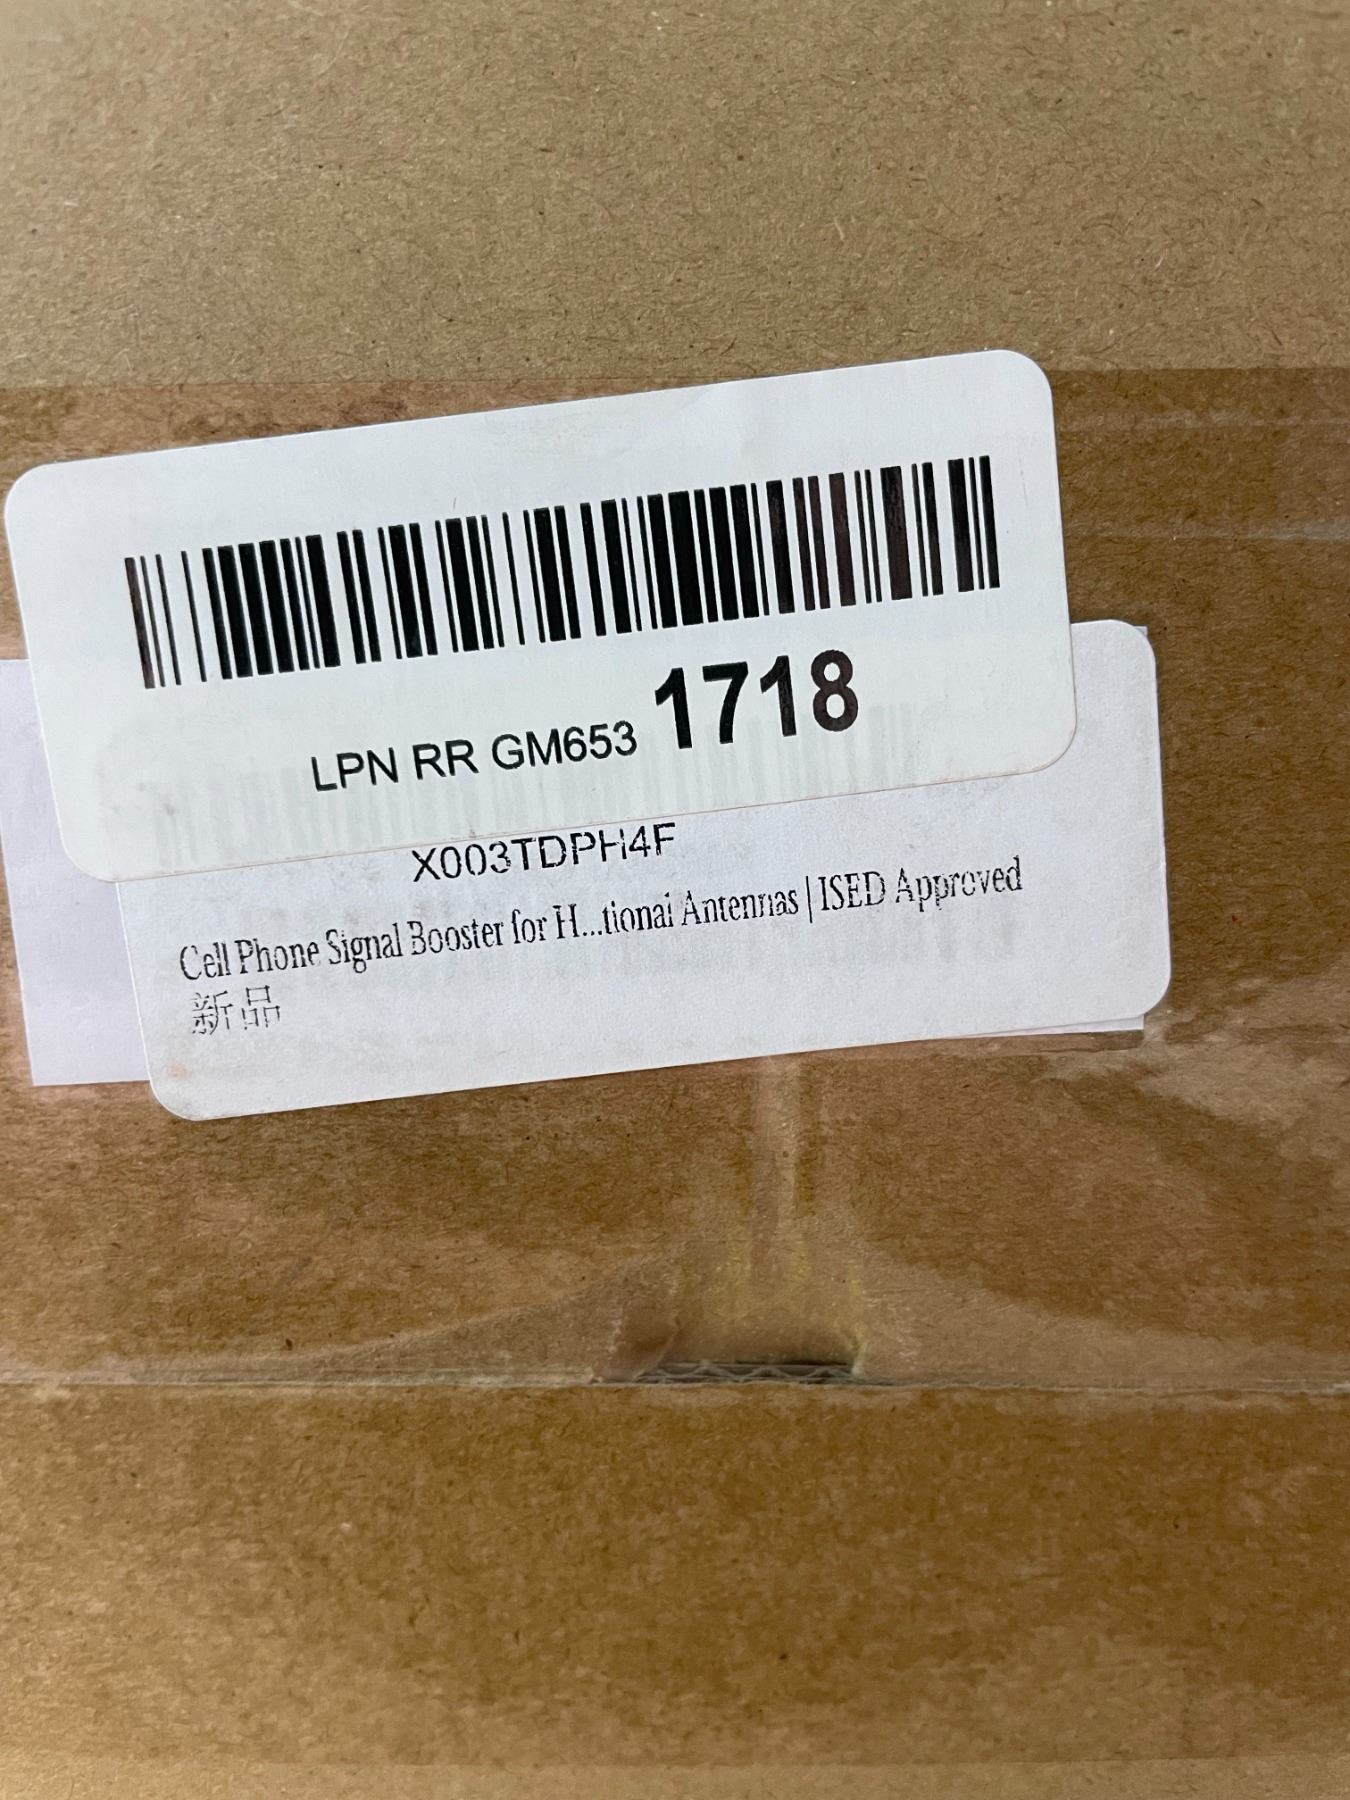 LPN RR GM653 1718
X003TDPH4F
Cell Phone Signal Booster for H...tional Antennas | ISED Approved
新品